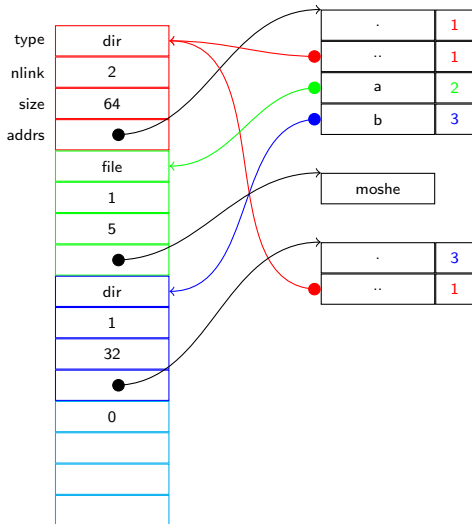 type dir
nlink 2
size 64
addrs
file
1
5
dir
1
32
0
. 1
.. 1
a 2
b 3
moshe
. 3
.. 1